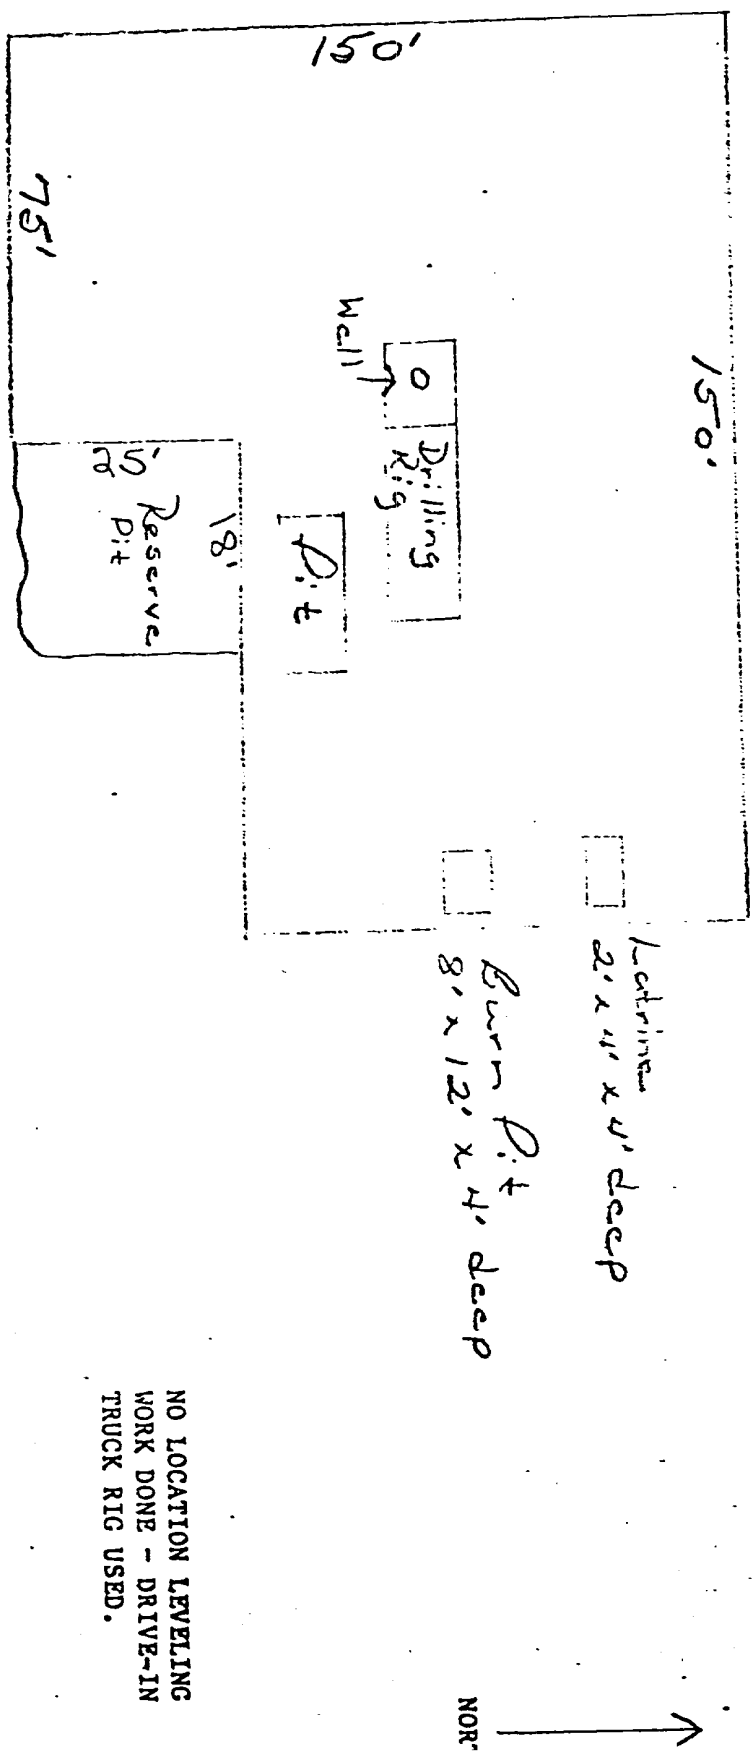 150'
150'
75'
Well
O
Drilling
Rig
Pit
18'
25'
Reserve
Pit
Latrine
2' x 4' x 4' deep
Burn Pit
8' x 12' x 4' deep
NO LOCATION LEVELING
WORK DONE - DRIVE-IN
TRUCK RIG USED.
NOR